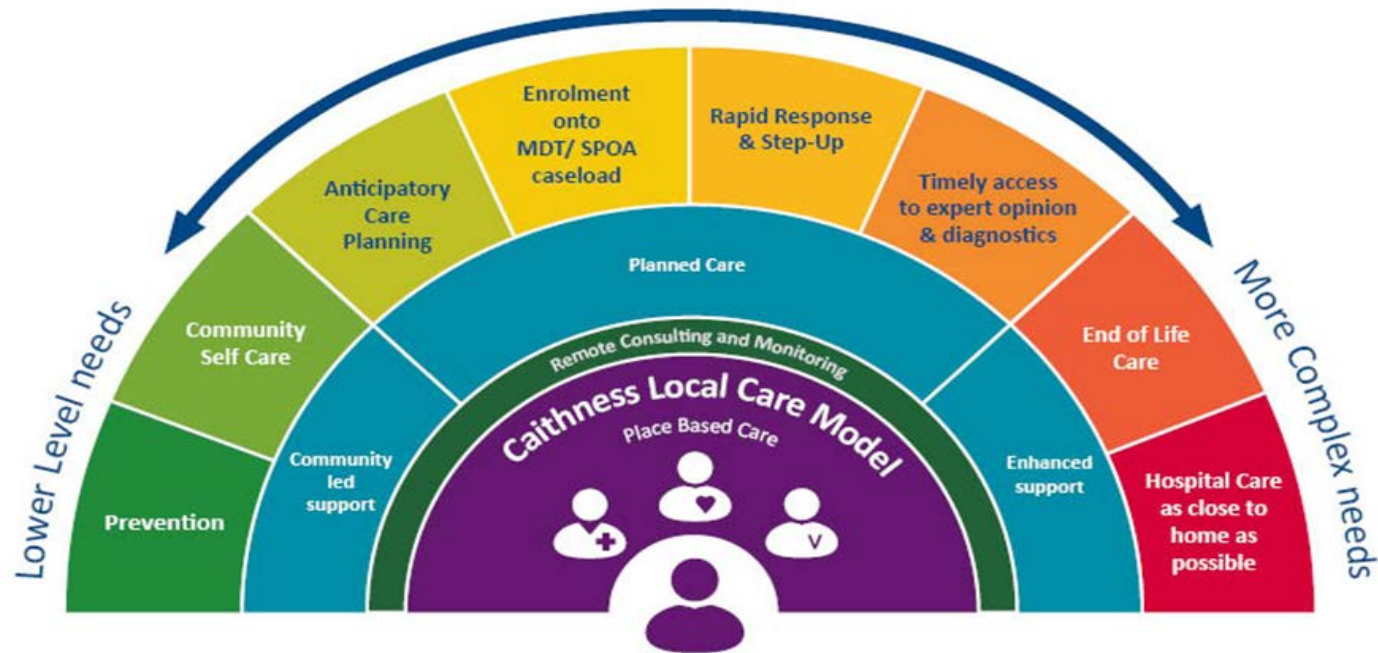 Lower Level needs
More Complex needs
Prevention
Community
Self Care
Anticipatory
Care
Planning
Enrolment
onto
MDT/ SPOA
caseload
Rapid Response
& Step-Up
Timely access
to expert opinion
& diagnostics
End of Life
Care
Hospital Care
as close to
home as
possible
Community
led
support
Planned Care
Enhanced
support
Remote Consulting and Monitoring
Caithness Local Care Model
Place Based Care
V